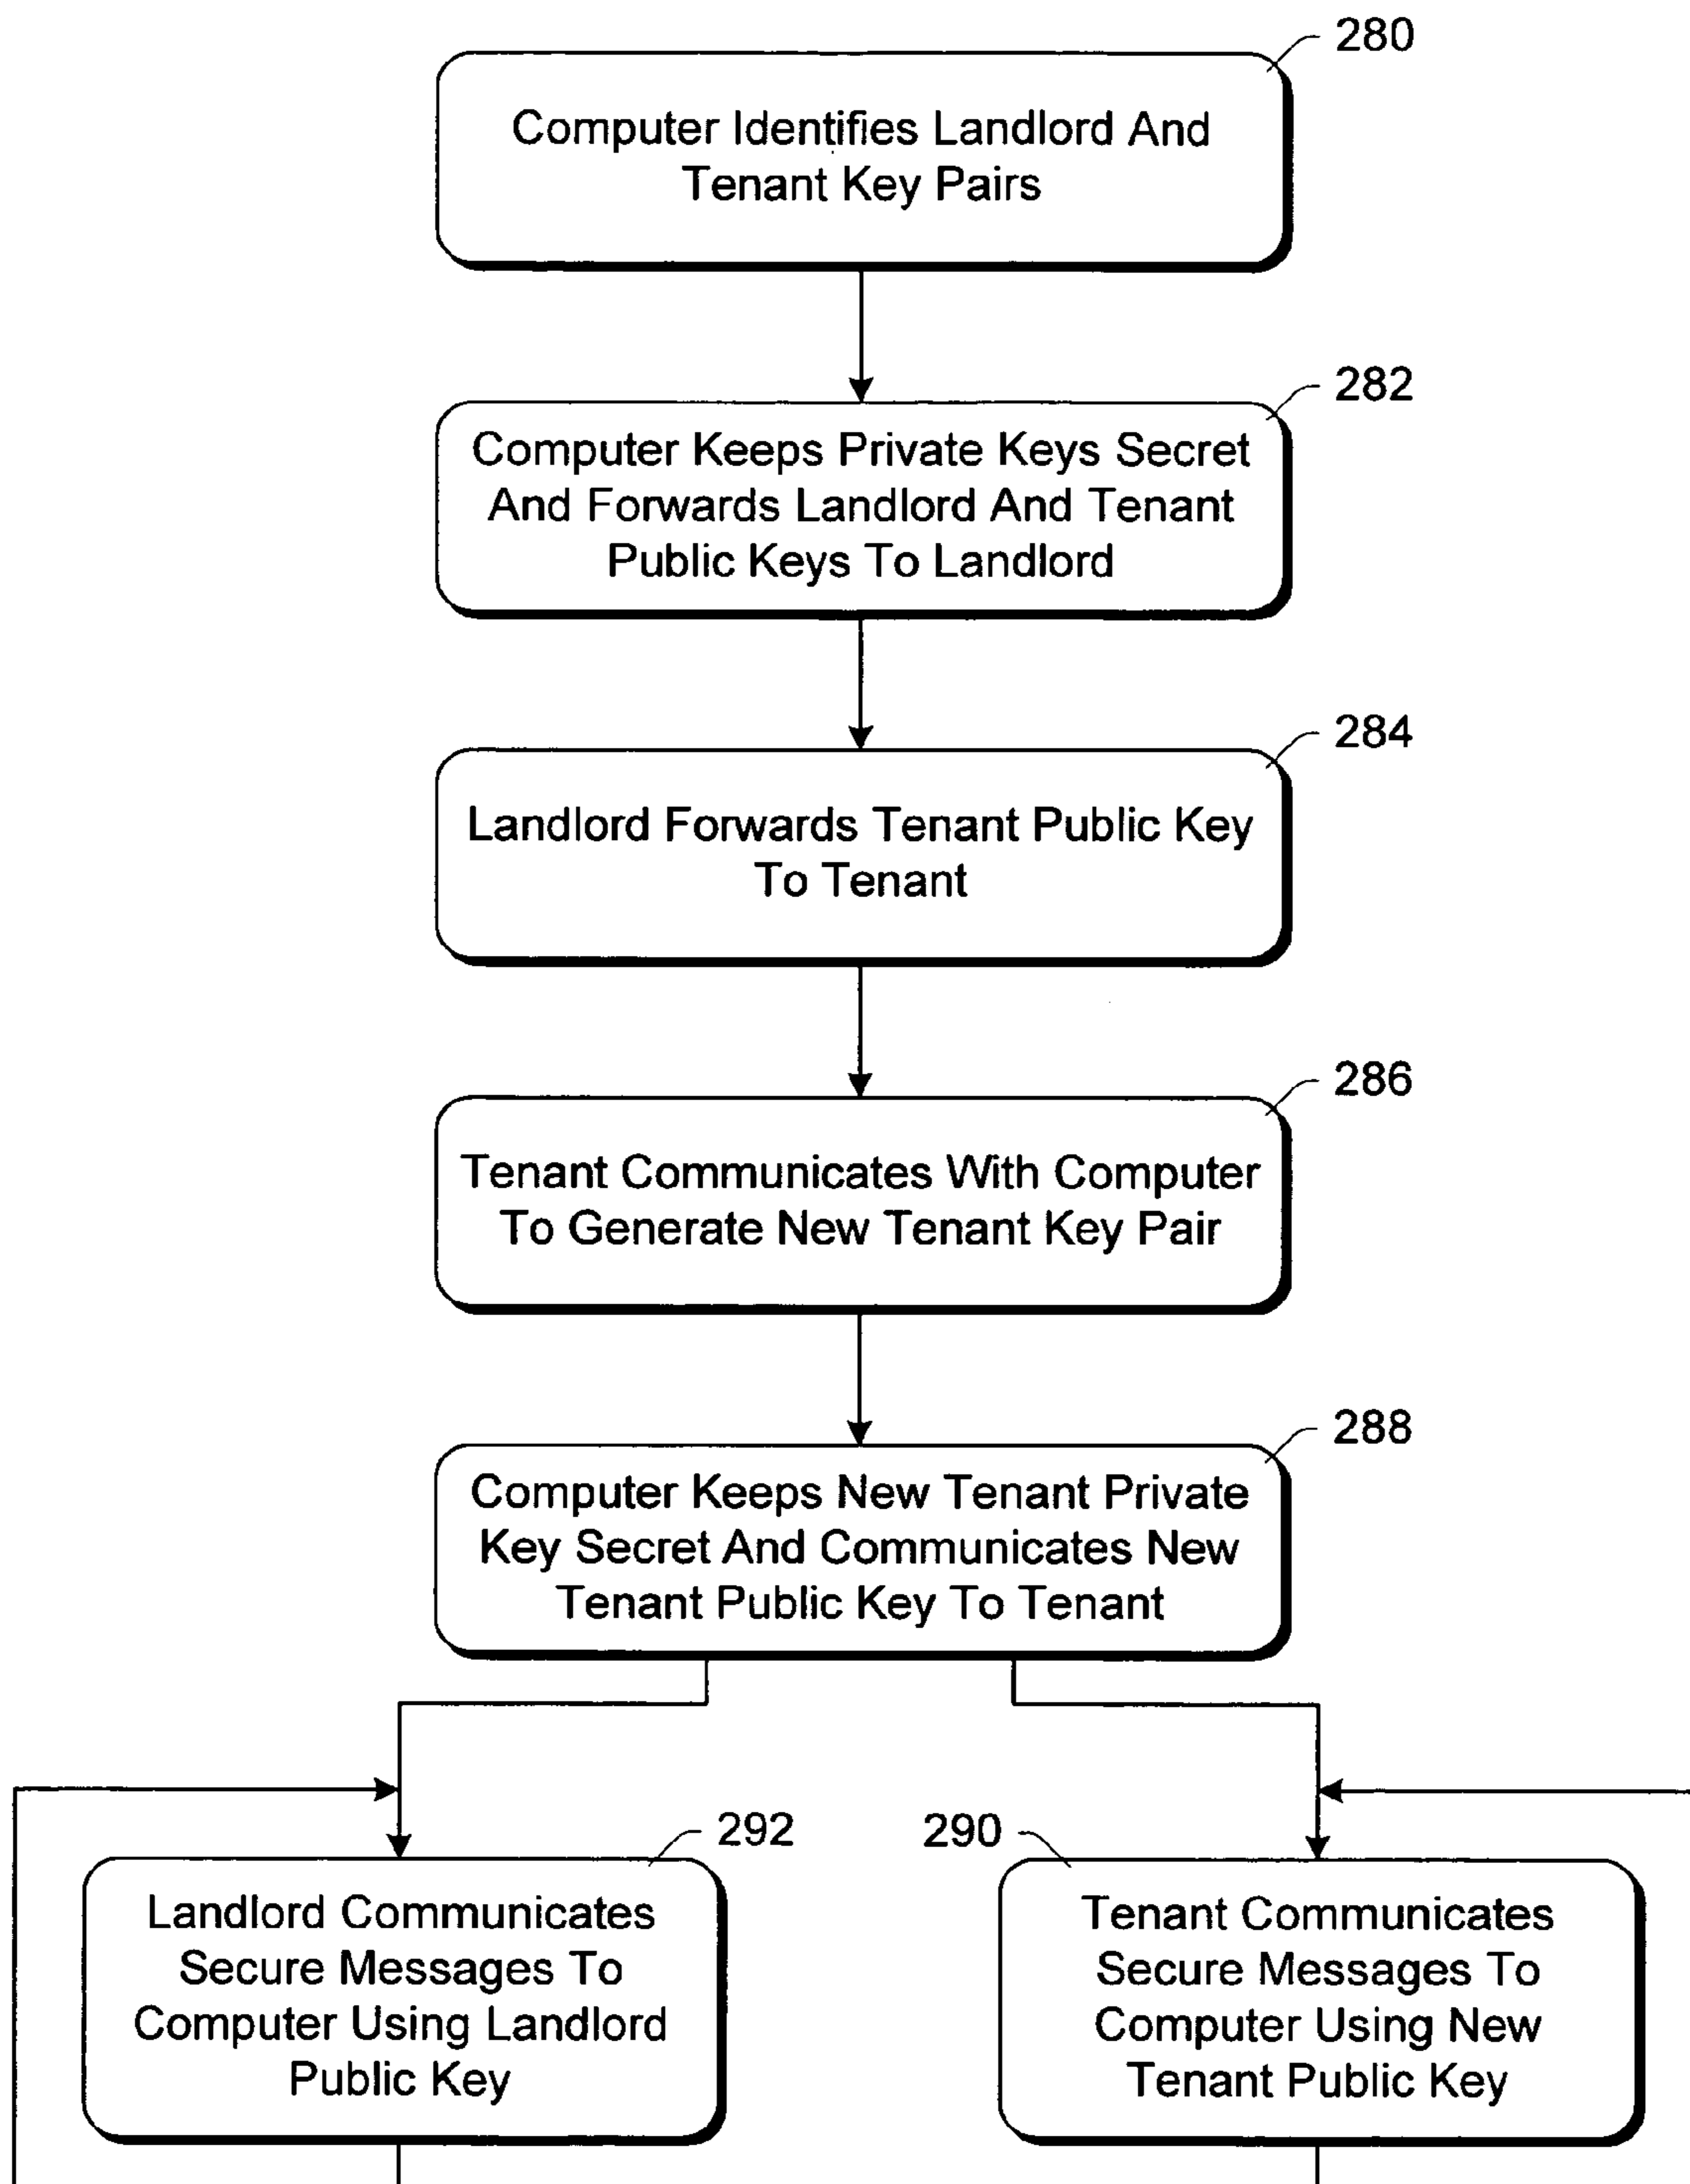 280
Computer Identifies Landlord And
Tenant Key Pairs
282
Computer Keeps Private Keys Secret
And Forwards Landlord And Tenant
Public Keys To Landlord
284
Landlord Forwards Tenant Public Key
To Tenant
286
Tenant Communicates With Computer
To Generate New Tenant Key Pair
288
Computer Keeps New Tenant Private
Key Secret And Communicates New
Tenant Public Key To Tenant
292
Landlord Communicates
Secure Messages To
Computer Using Landlord
Public Key
290
Tenant Communicates
Secure Messages To
Computer Using New
Tenant Public Key